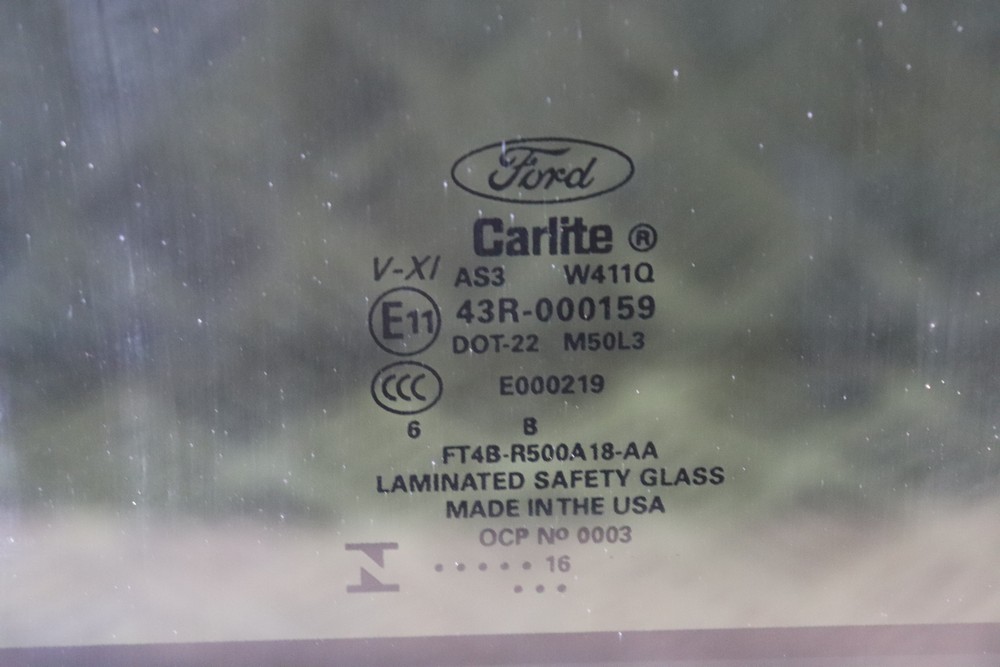 Ford
Carlite ®
V-XI AS3 W411Q
E11 43R-000159
DOT-22 M50L3
CCC E000219
6 8
FT4B-R500A18-AA
LAMINATED SAFETY GLASS
MADE IN THE USA
OCP Nº 0003
. . . . . 16
. . .